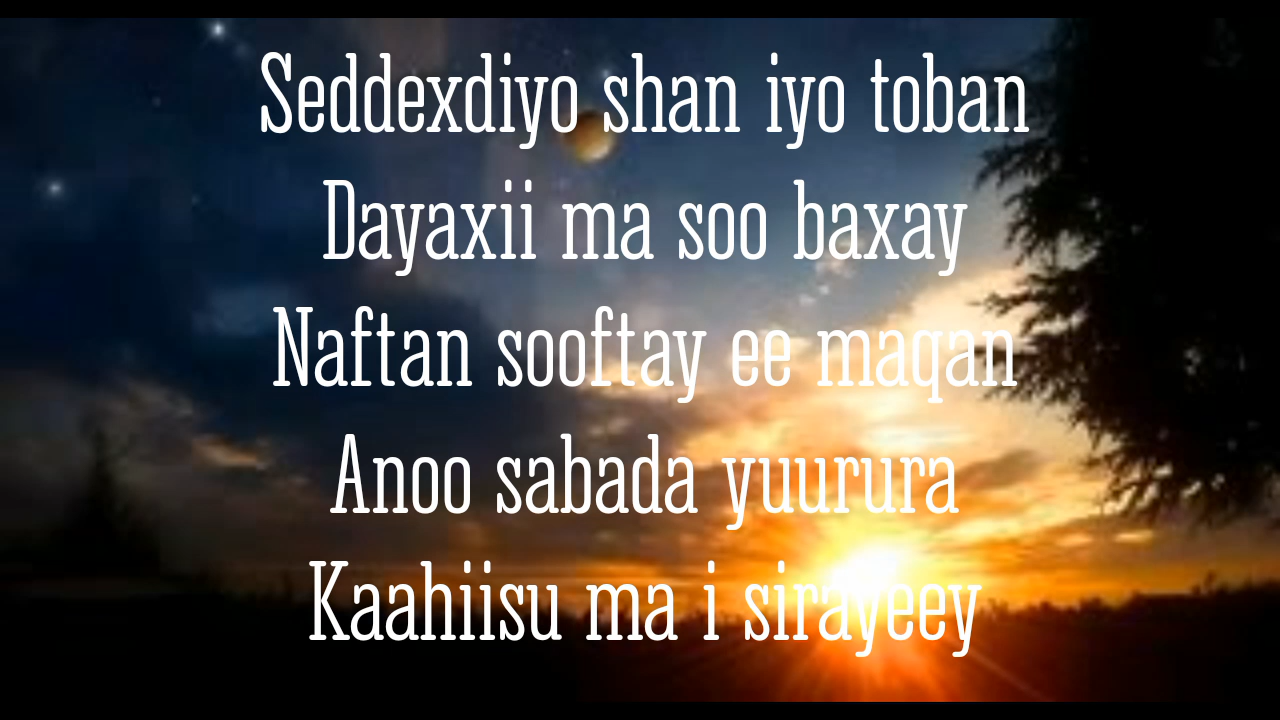 Seddexdiyo shan iyo toban
Dayaxii ma soo baxay
Naftan sooftay ee maqan
Anoo sabada yuurura
Kaahiisu ma i sirayeey